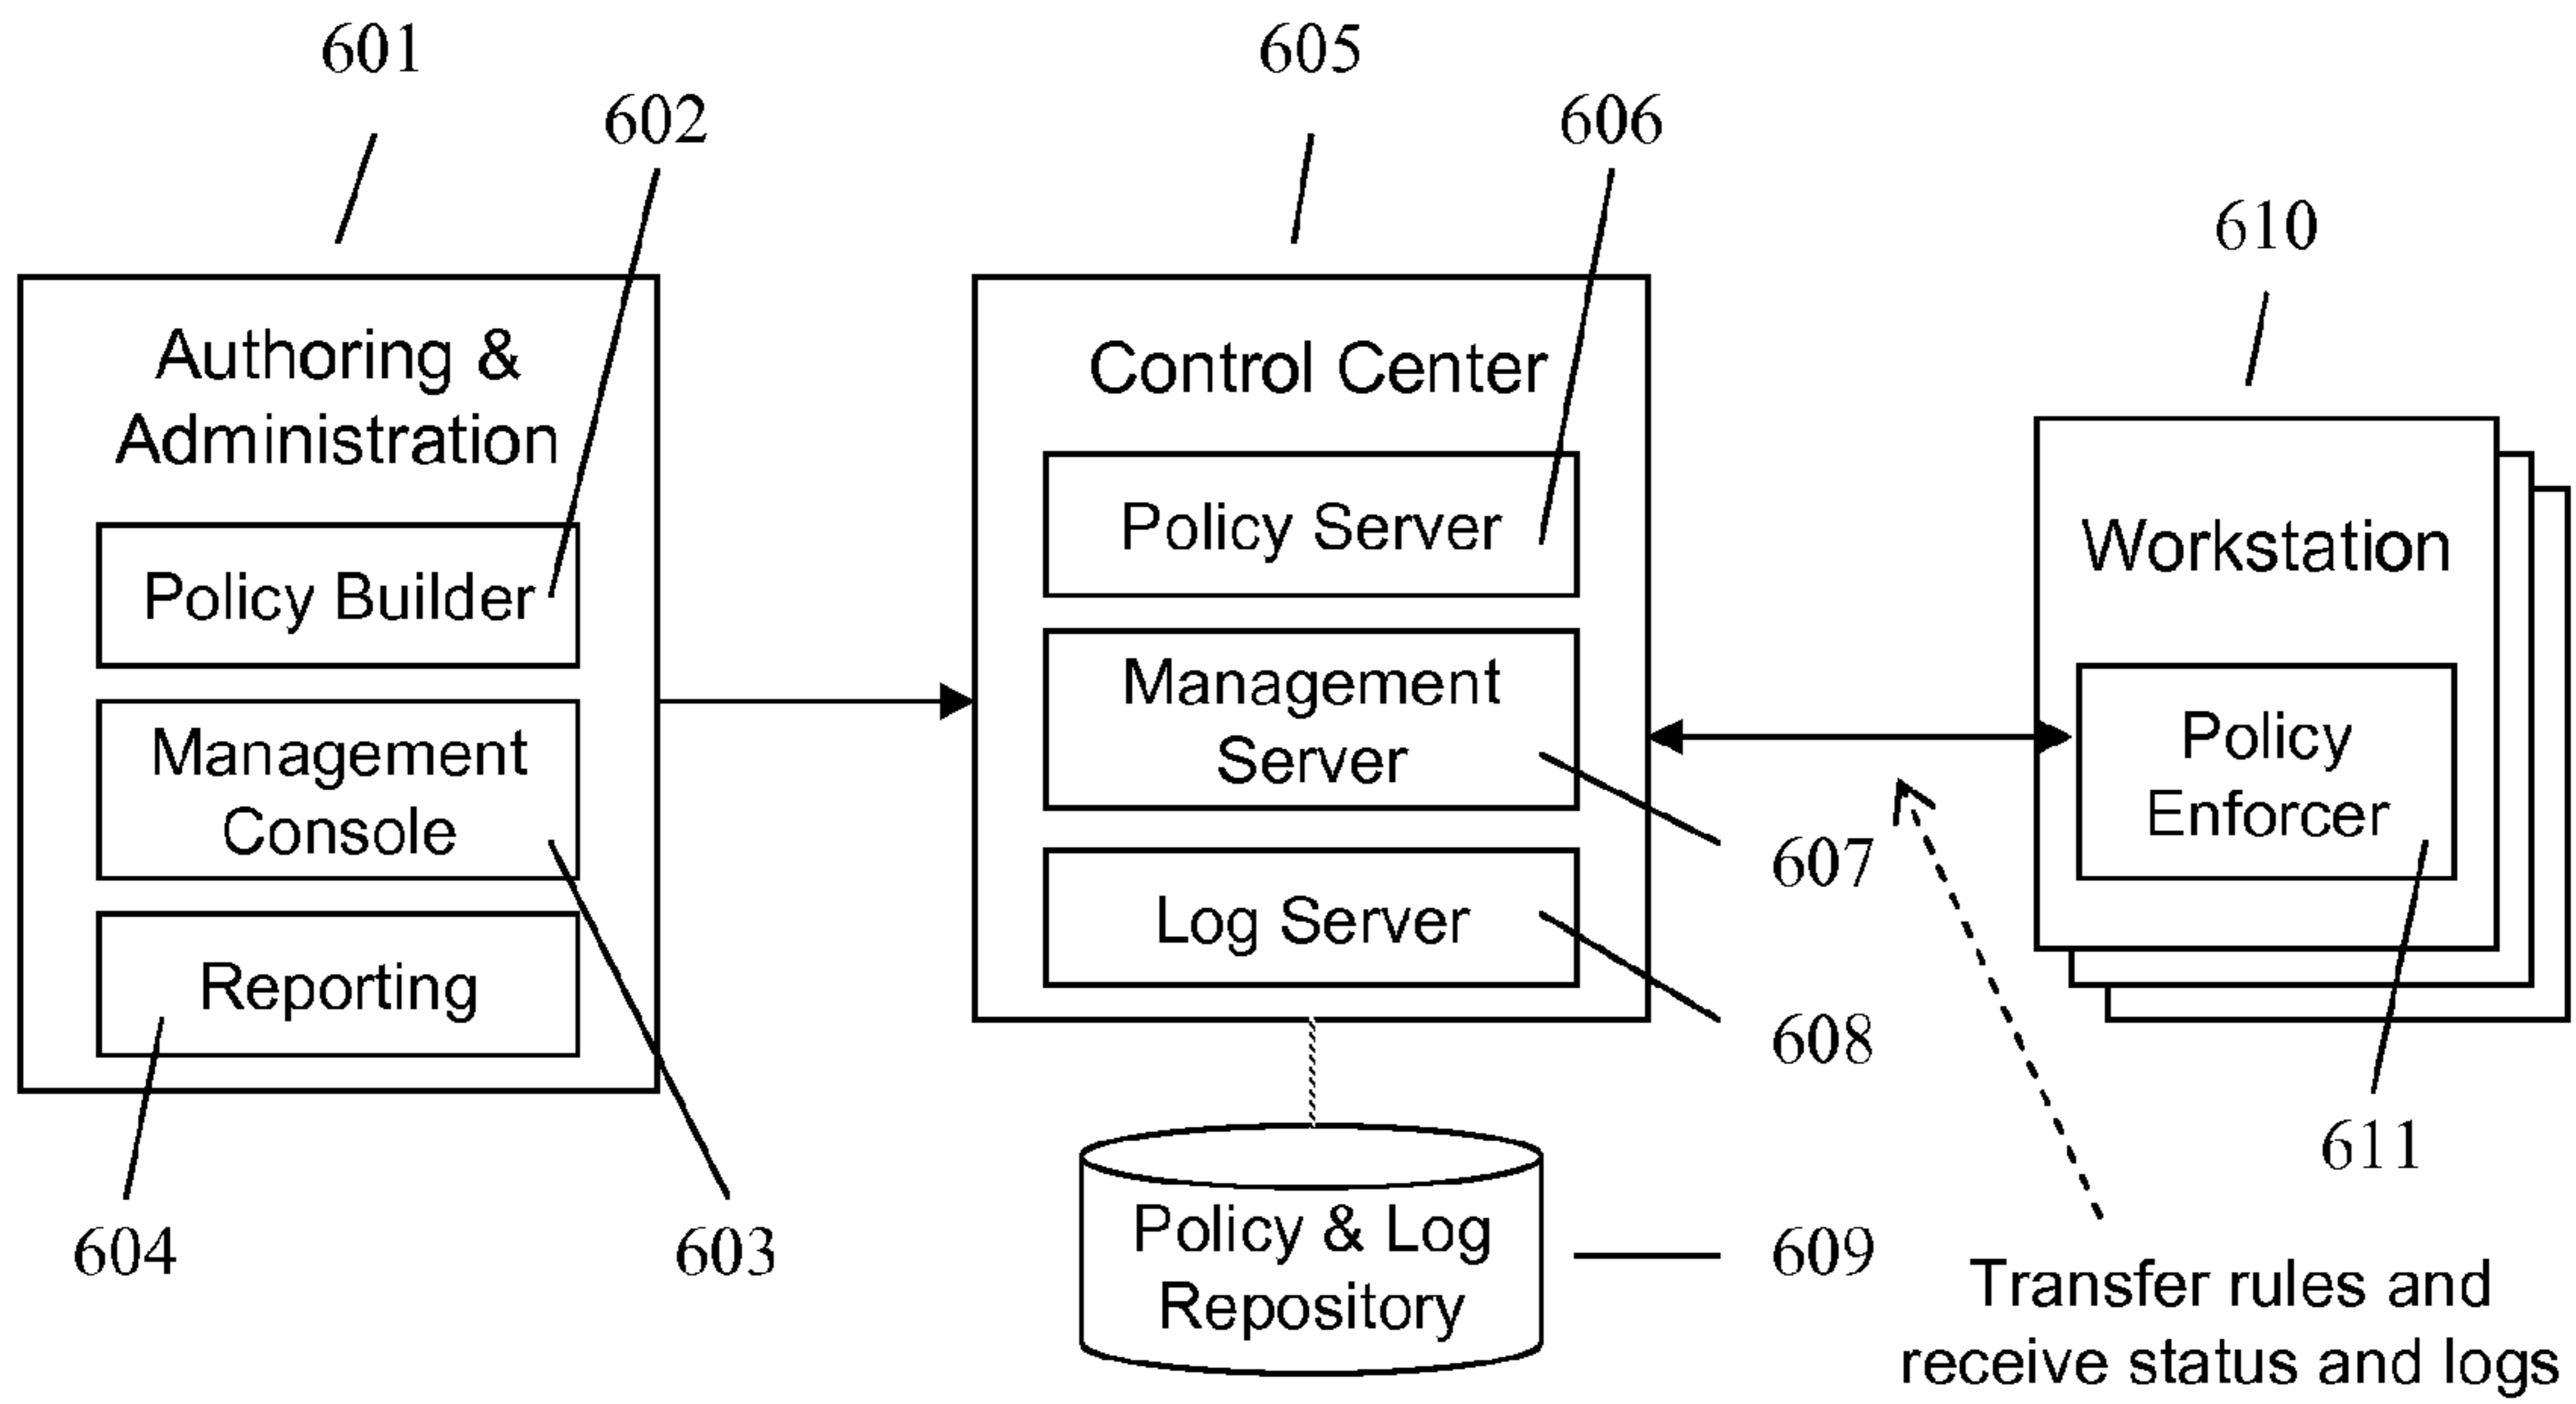 601
602
605
606
610
Authoring &
Administration
Policy Builder
Management
Console
Reporting
604
603
Control Center
Policy Server
Management
Server
Log Server
607
608
Policy & Log
Repository
609
Workstation
Policy
Enforcer
611
Transfer rules and
receive status and logs